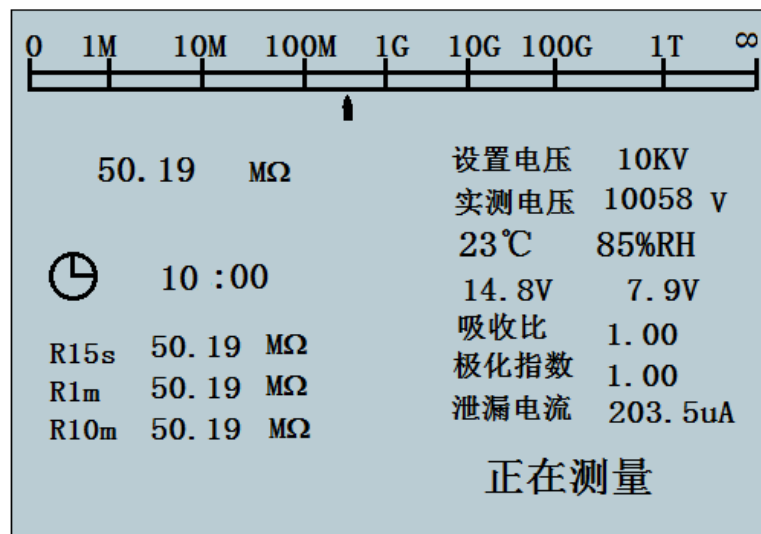 0 1M 10M 100M 1G 10G 100G 1T ∞
50.19 MΩ
设置电压 10KV
实测电压 10058 V
23℃ 85%RH
10:00
14.8V 7.9V
吸收比 1.00
R15s 50.19 MΩ
极化指数 1.00
R1m 50.19 MΩ
泄漏电流 203.5uA
R10m 50.19 MΩ
正在测量